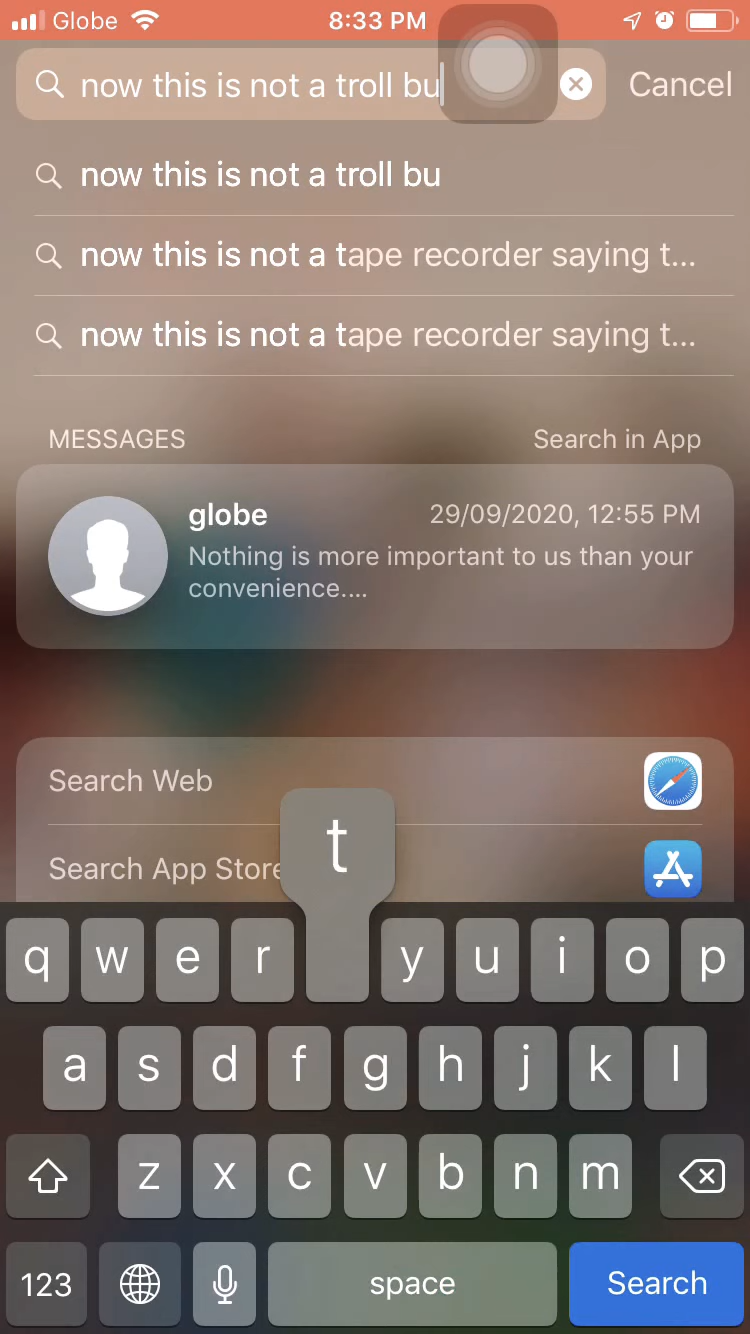 Globe 8:33 PM
now this is not a troll bu Cancel
now this is not a troll bu
now this is not a tape recorder saying t...
now this is not a tape recorder saying t...
MESSAGES Search in App
globe 29/09/2020, 12:55 PM
Nothing is more important to us than your
convenience....
Search Web
Search App Store
t
q w e r y u i o p
a s d f g h j k l
z x c v b n m
123 space Search